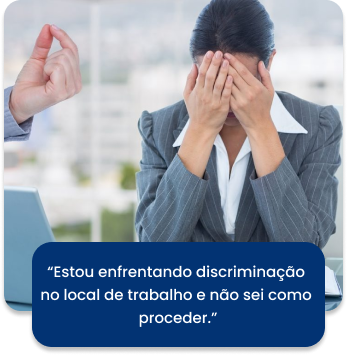 “Estou enfrentando discriminação
no local de trabalho e não sei como
proceder.”